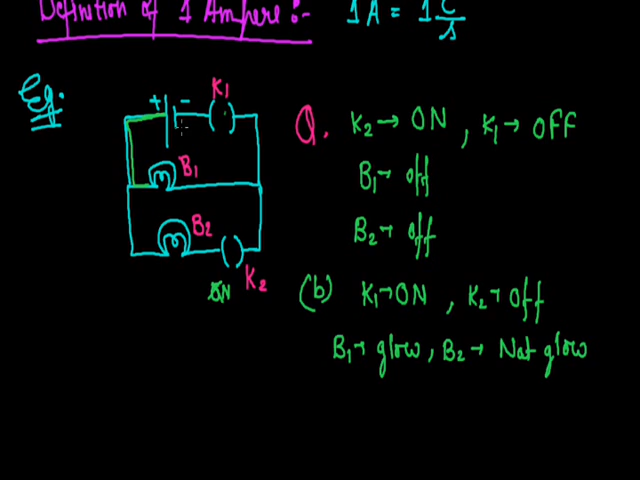 Definition of 1 Ampere :- 1A = 1 C/s
Eg.
+ - K1
B1
B2
K2
ON
Q. K2 → ON , K1 → OFF
B1 → off
B2 → off
(b) K1 → ON , K2 → Off
B1 → glow, B2 → Not glow